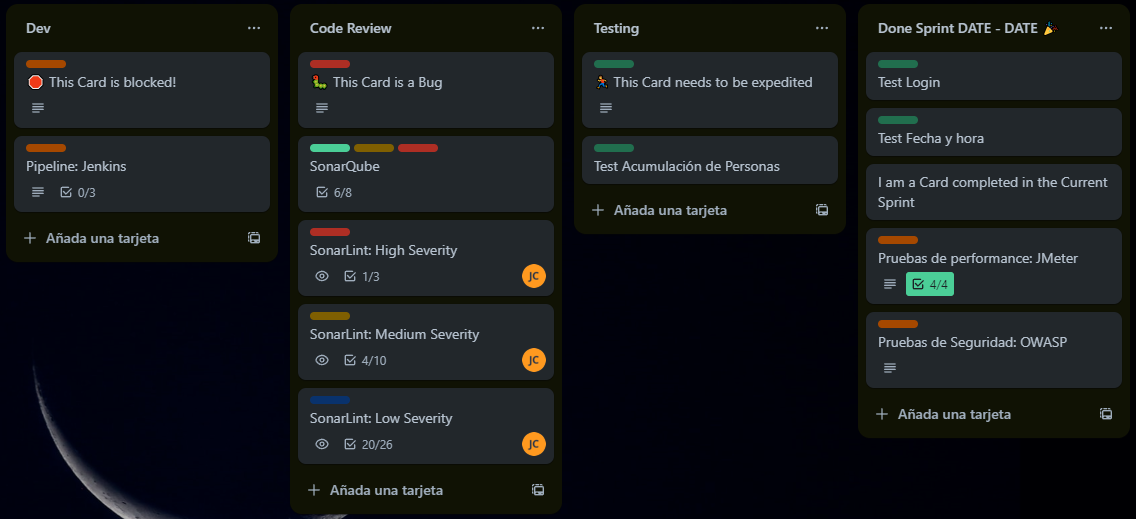 Dev
This Card is blocked!
Pipeline: Jenkins
0/3
Añada una tarjeta
Code Review
This Card is a Bug
SonarQube
6/8
SonarLint: High Severity
1/3
JC
SonarLint: Medium Severity
4/10
JC
SonarLint: Low Severity
20/26
JC
Añada una tarjeta
Testing
This Card needs to be expedited
Test Acumulación de Personas
Añada una tarjeta
Done Sprint DATE - DATE 🎉
Test Login
Test Fecha y hora
I am a Card completed in the Current
Sprint
Pruebas de performance: JMeter
4/4
Pruebas de Seguridad: OWASP
Añada una tarjeta